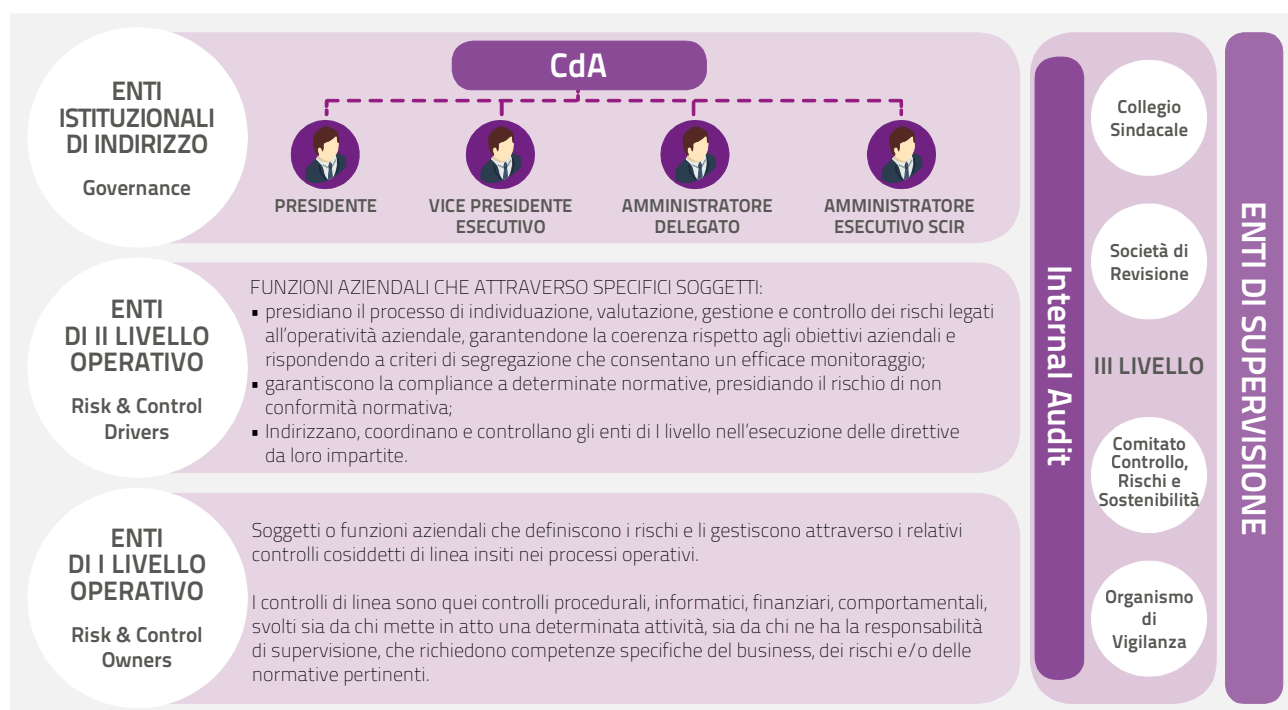 ENTI
ISTITUZIONALI
DI INDIRIZZO
Governance
CdA
PRESIDENTE
VICE PRESIDENTE
ESECUTIVO
AMMINISTRATORE
DELEGATO
AMMINISTRATORE
ESECUTIVO SCIR
ENTI
DI II LIVELLO
OPERATIVO
Risk & Control
Drivers
FUNZIONI AZIENDALI CHE ATTRAVERSO SPECIFICI SOGGETTI:
▪ presidiano il processo di individuazione, valutazione, gestione e controllo dei rischi legati
all’operatività aziendale, garantendone la coerenza rispetto agli obiettivi aziendali e
rispondendo a criteri di segregazione che consentano un efficace monitoraggio;
▪ garantiscono la compliance a determinate normative, presidiando il rischio di non
conformità normativa;
▪ Indirizzano, coordinano e controllano gli enti di I livello nell’esecuzione delle direttive
da loro impartite.
ENTI
DI I LIVELLO
OPERATIVO
Risk & Control
Owners
Soggetti o funzioni aziendali che definiscono i rischi e li gestiscono attraverso i relativi
controlli cosiddetti di linea insiti nei processi operativi.
I controlli di linea sono quei controlli procedurali, informatici, finanziari, comportamentali,
svolti sia da chi mette in atto una determinata attività, sia da chi ne ha la responsabilità
di supervisione, che richiedono competenze specifiche del business, dei rischi e/o delle
normative pertinenti.
Internal Audit
Collegio
Sindacale
Società di
Revisione
III LIVELLO
Comitato
Controllo,
Rischi e
Sostenibilità
Organismo
di
Vigilanza
ENTI DI SUPERVISIONE